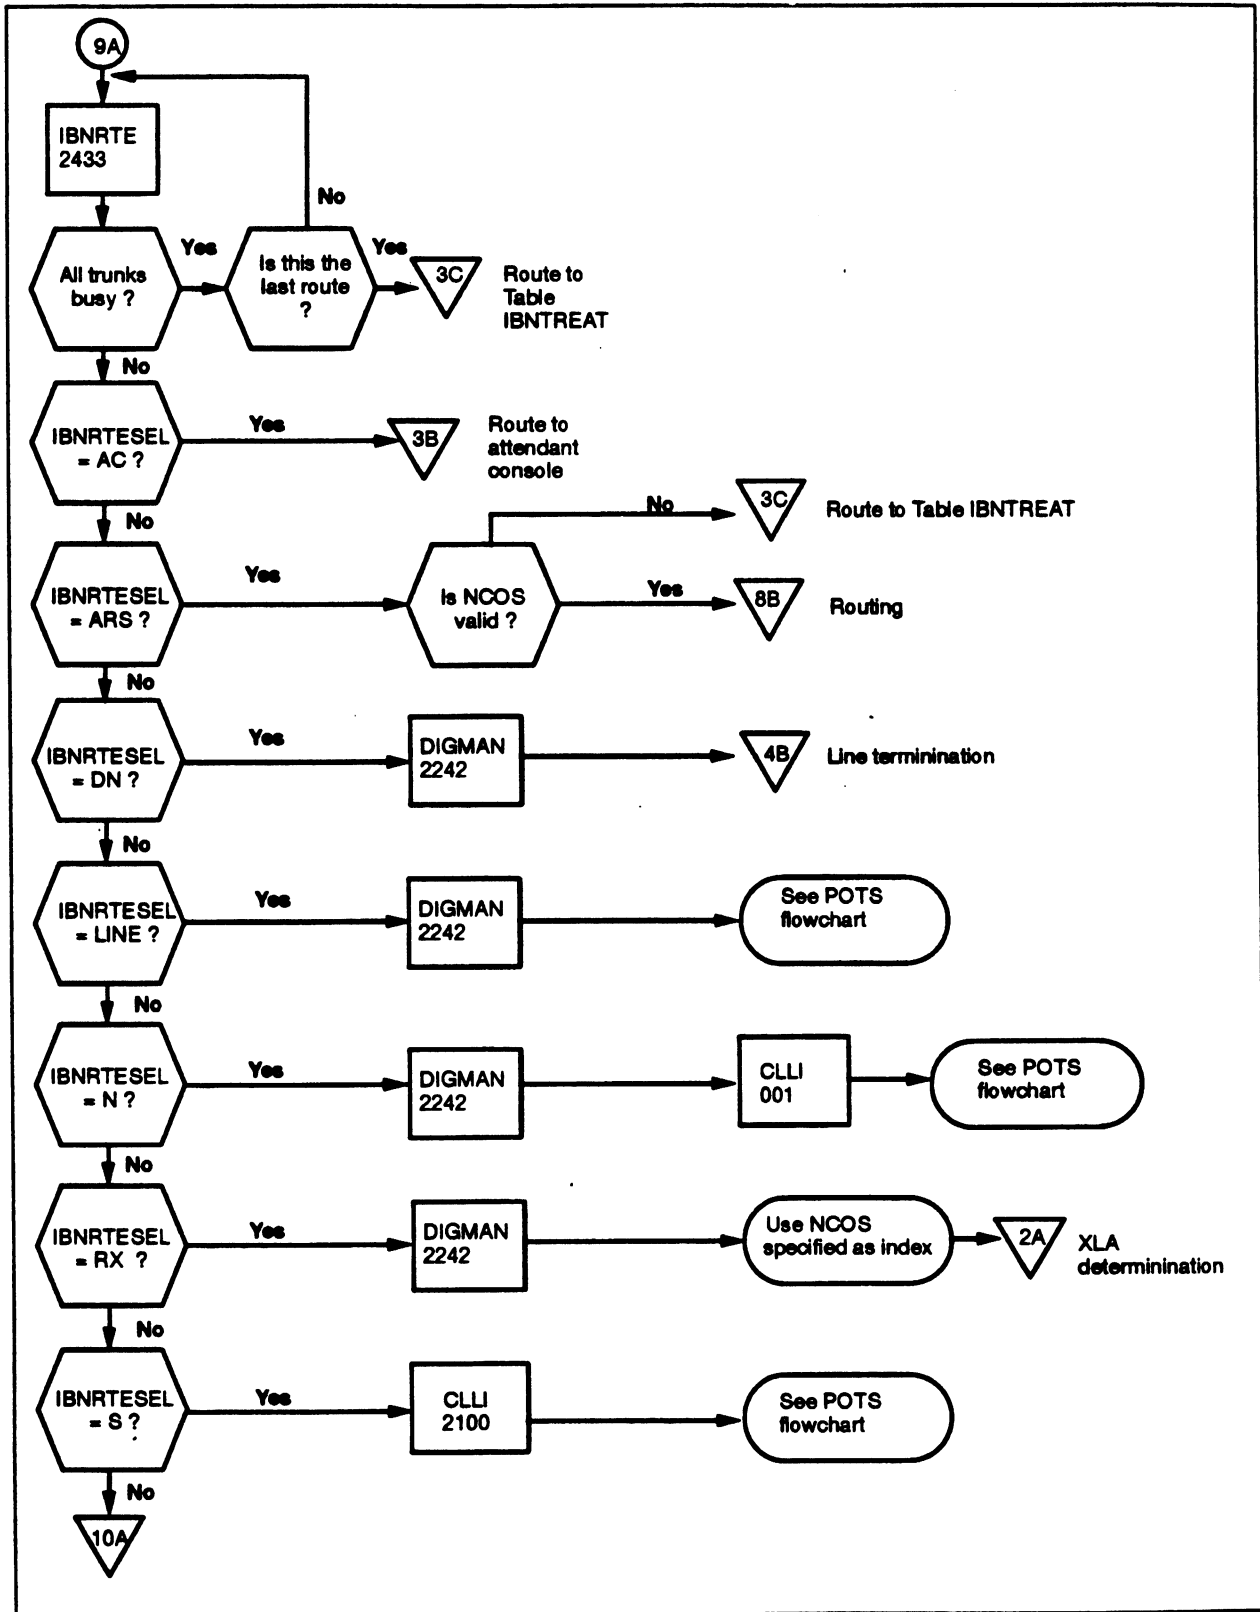 9A
IBNRTE
2433
No
All trunks
busy ?
Yes
Is this the
last route
?
Yes
3C
Route to
Table
IBNTREAT
No
IBNRTESEL
= AC ?
Yes
3B
Route to
attendant
console
No
IBNRTESEL
= ARS ?
Yes
Is NCOS
valid ?
No
3C
Route to Table IBNTREAT
Yes
8B
Routing
No
IBNRTESEL
= DN ?
Yes
DIGMAN
2242
4B
Line terminination
No
IBNRTESEL
= LINE ?
Yes
DIGMAN
2242
See POTS
flowchart
No
IBNRTESEL
= N ?
Yes
DIGMAN
2242
CLLI
001
See POTS
flowchart
No
IBNRTESEL
= RX ?
Yes
DIGMAN
2242
Use NCOS
specified as index
2A
XLA
determinination
No
IBNRTESEL
= S ?
Yes
CLLI
2100
See POTS
flowchart
No
10A